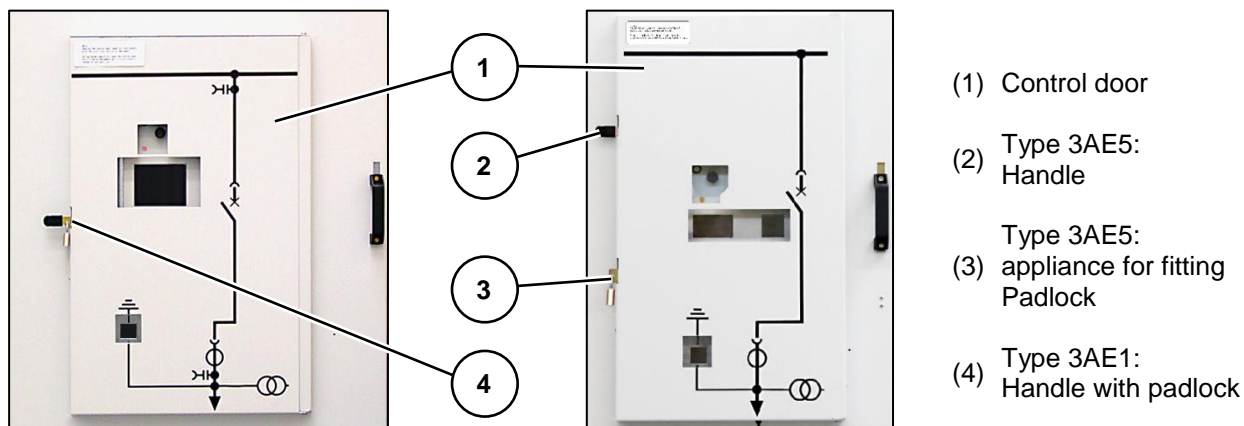 1
2
3
4
(1) Control door
(2) Type 3AE5:
Handle
(3) Type 3AE5:
appliance for fitting
Padlock
(4) Type 3AE1:
Handle with padlock